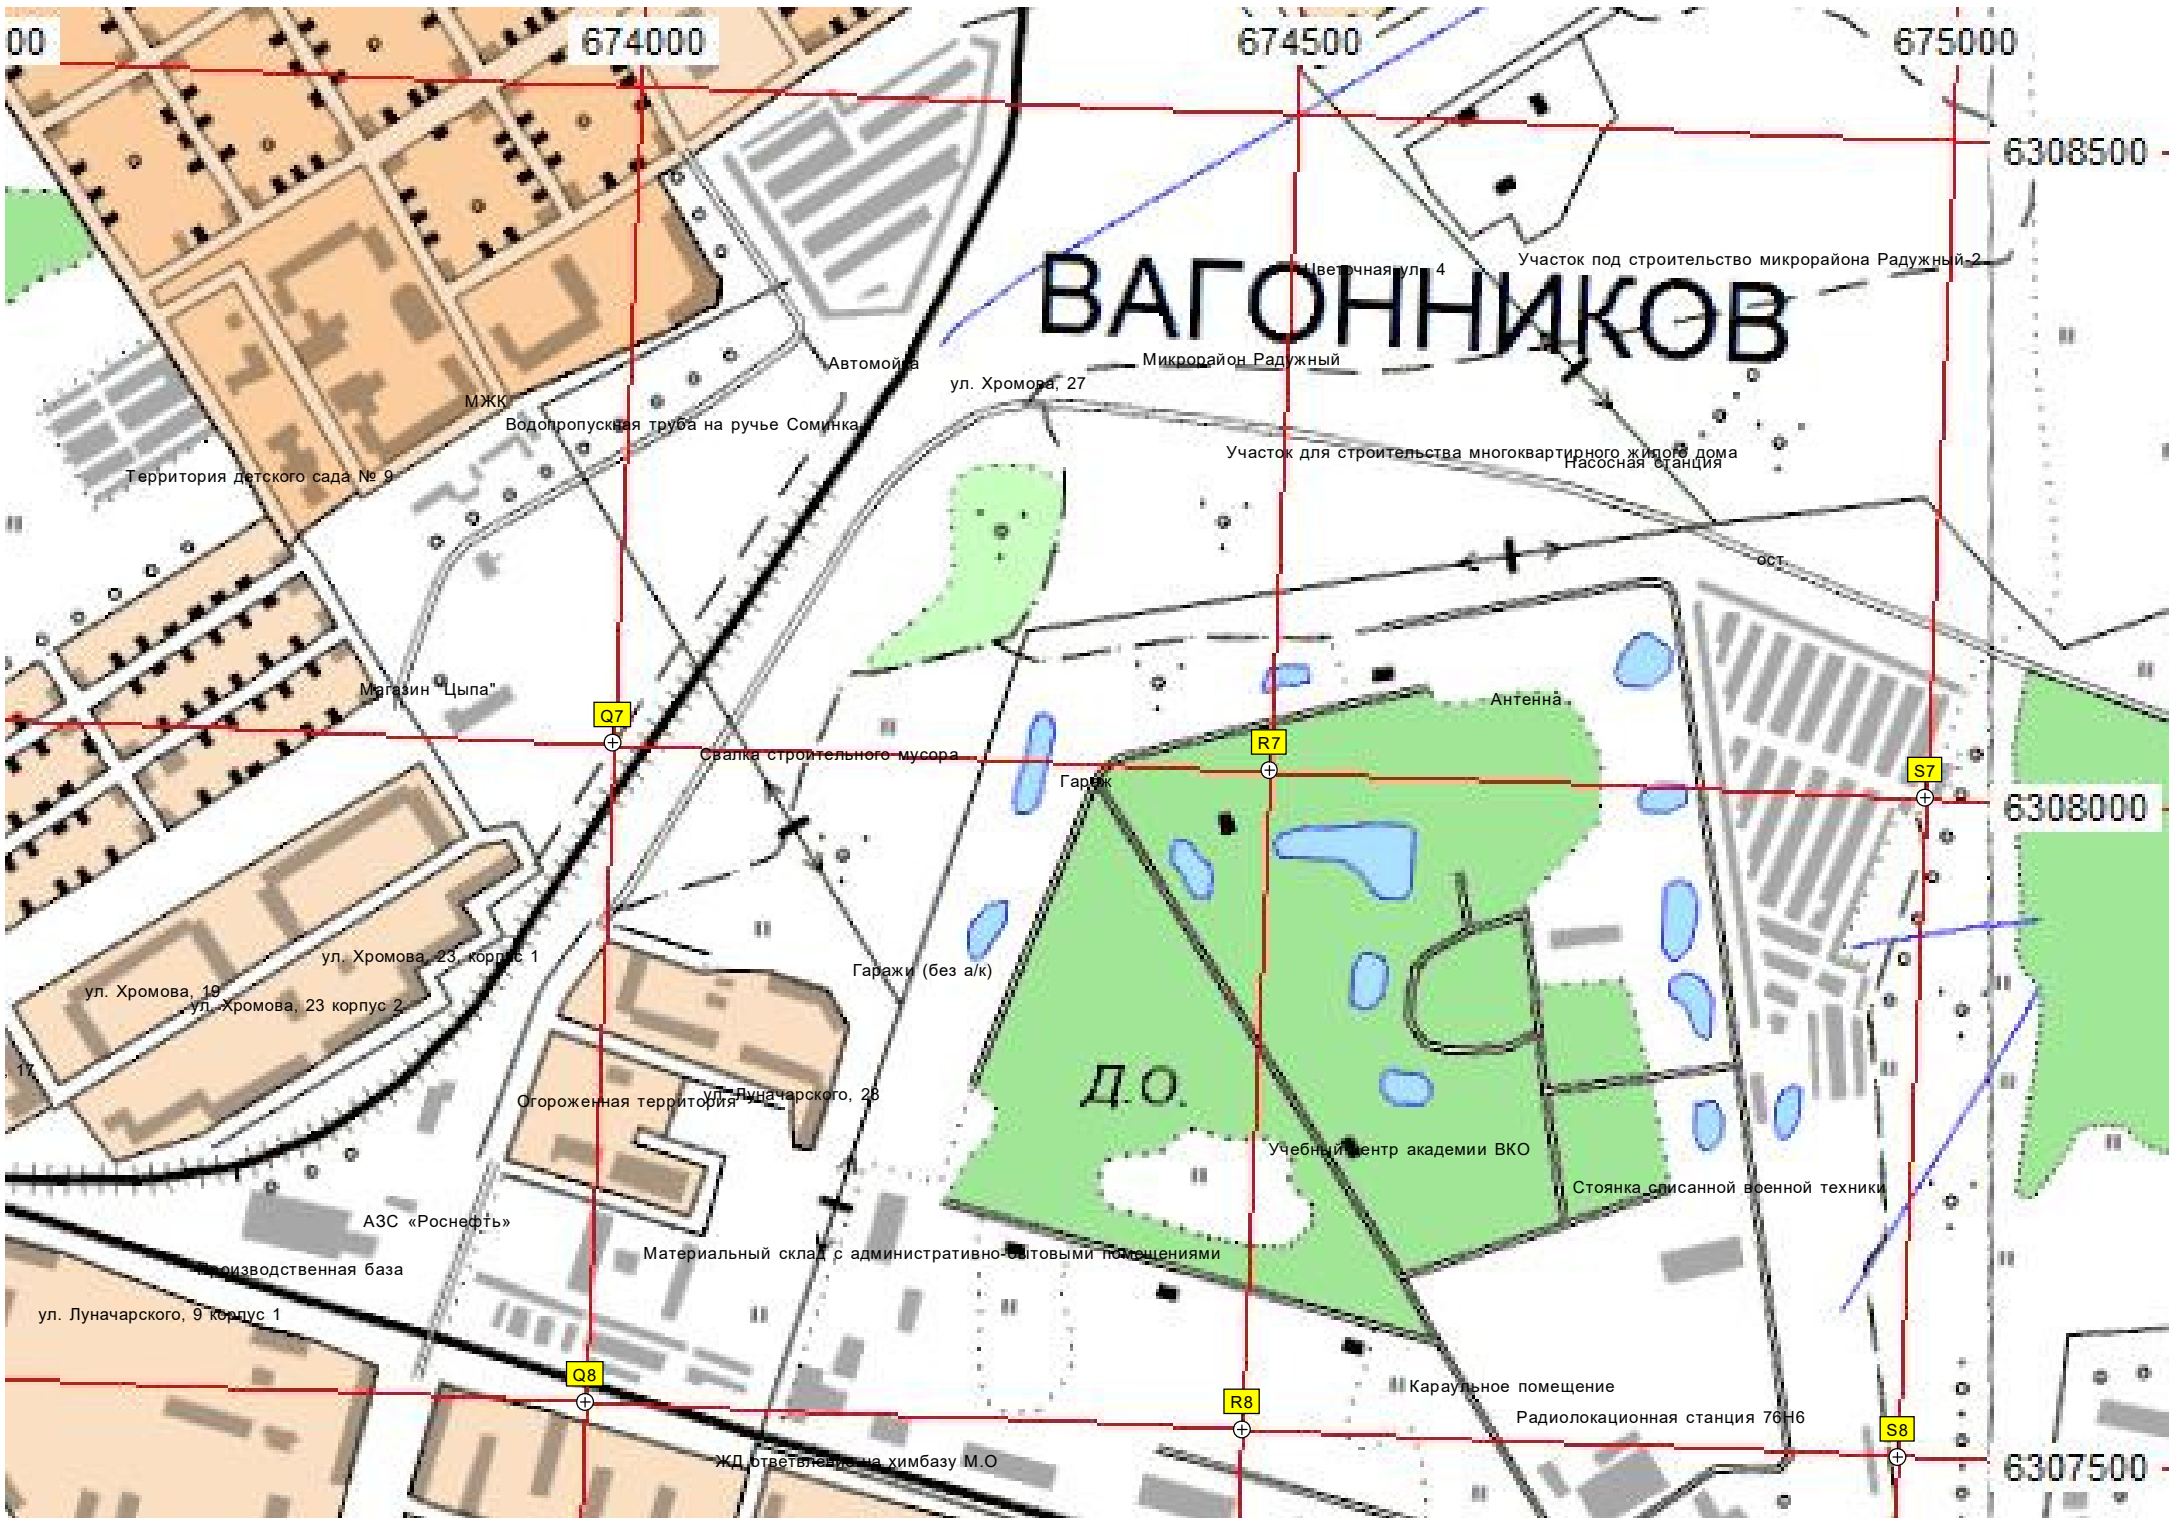 00
674000
674500
675000
6308500
ВАГОННИКОВ
Цветочная ул. 4
Участок под строительство микрорайона Радужный-2
Автомойка
Микрорайон Радужный
ул. Хромова, 27
МЖК
Водопропускная труба на ручье Соминка
Участок для строительства многоквартирного жилого дома
Насосная станция
Территория детского сада № 9
ост.
Магазин "Цыпа"
Антенна
Q7
R7
S7
Свалка строительного мусора
Гараж
6308000
ул. Хромова, 23, корпус 1
Гаражи (без а/к)
ул. Хромова, 19
ул. Хромова, 23 корпус 2
17
Д.О.
Огороженная территория
ул. Луначарского, 28
Учебный центр академии ВКО
Стоянка списанной военной техники
АЗС «Роснефть»
Материальный склад с административно-бытовыми помещениями
Производственная база
ул. Луначарского, 9 корпус 1
Q8
R8
S8
Караульное помещение
Радиолокационная станция 76Н6
ЖД ответвление на химбазу М.О
6307500